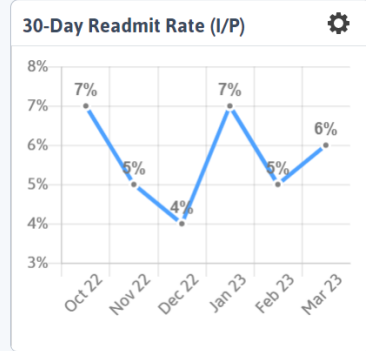 30-Day Readmit Rate (I/P)
8%
7%
6%
5%
4%
3%
7%
5%
4%
7%
5%
6%
Oct 22
Nov 22
Dec 22
Jan 23
Feb 23
Mar 23